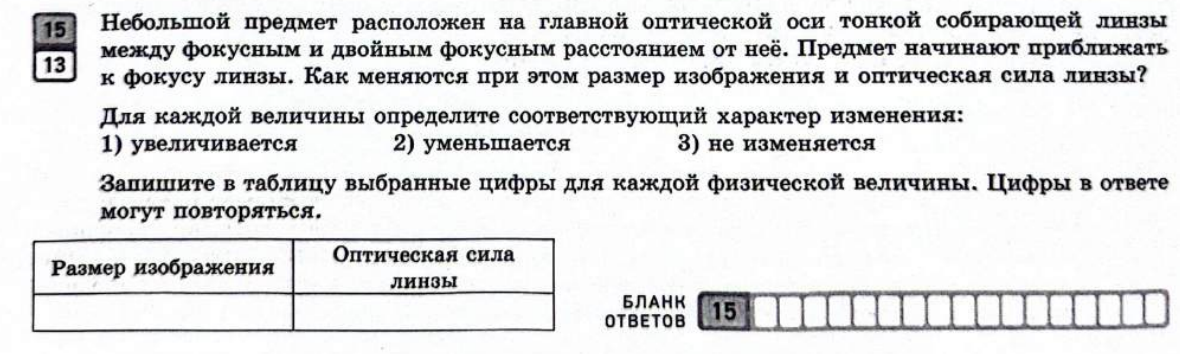 15
13
Небольшой предмет расположен на главной оптической оси тонкой собирающей линзы
между фокусным и двойным фокусным расстоянием от неё. Предмет начинают приближать
к фокусу линзы. Как меняются при этом размер изображения и оптическая сила линзы?
Для каждой величины определите соответствующий характер изменения:
1) увеличивается 2) уменьшается 3) не изменяется
Запишите в таблицу выбранные цифры для каждой физической величины. Цифры в ответе
могут повторяться.
Размер изображения
Оптическая сила
линзы
БЛАНК
ОТВЕТОВ
15